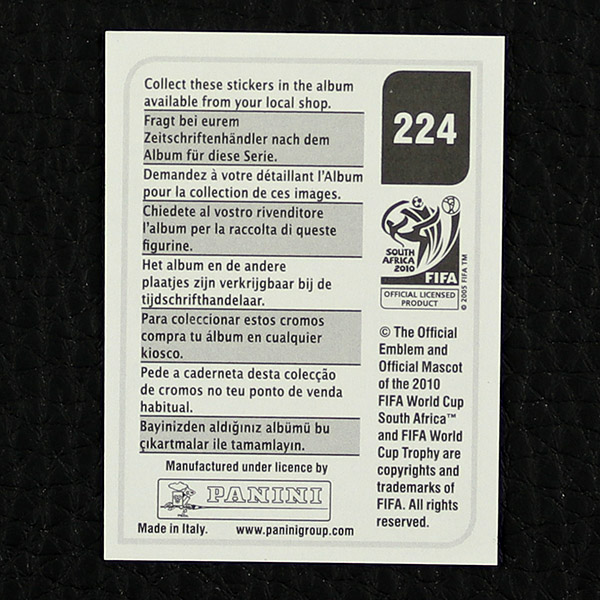 Collect these stickers in the album
available from your local shop.
Fragt bei eurem
Zeitschriftenhändler nach dem
Album für diese Serie.
Demandez à votre détaillant l'Album
pour la collection de ces images.
Chiedete al vostro rivenditore
l'album per la raccolta di queste
figurine.
Het album en de andere
plaatjes zijn verkrijgbaar bij de
tijdschrifthandelaar.
Para coleccionar estos cromos
compra tu álbum en cualquier
kiosco.
Pede a caderneta desta colecção
de cromos no teu ponto de venda
habitual.
Bayinizden aldığınız albümü bu
çıkartmalar ile tamamlayın.
Manufactured under licence by
PANINI
Made in Italy. www.paninigroup.com
224
SOUTH
AFRICA
2010
FIFA
OFFICIAL LICENSED
PRODUCT
© 2005 FIFA TM
© The Official
Emblem and
Official Mascot
of the 2010
FIFA World Cup
South Africa™
and FIFA World
Cup Trophy are
copyrights and
trademarks of
FIFA. All rights
reserved.